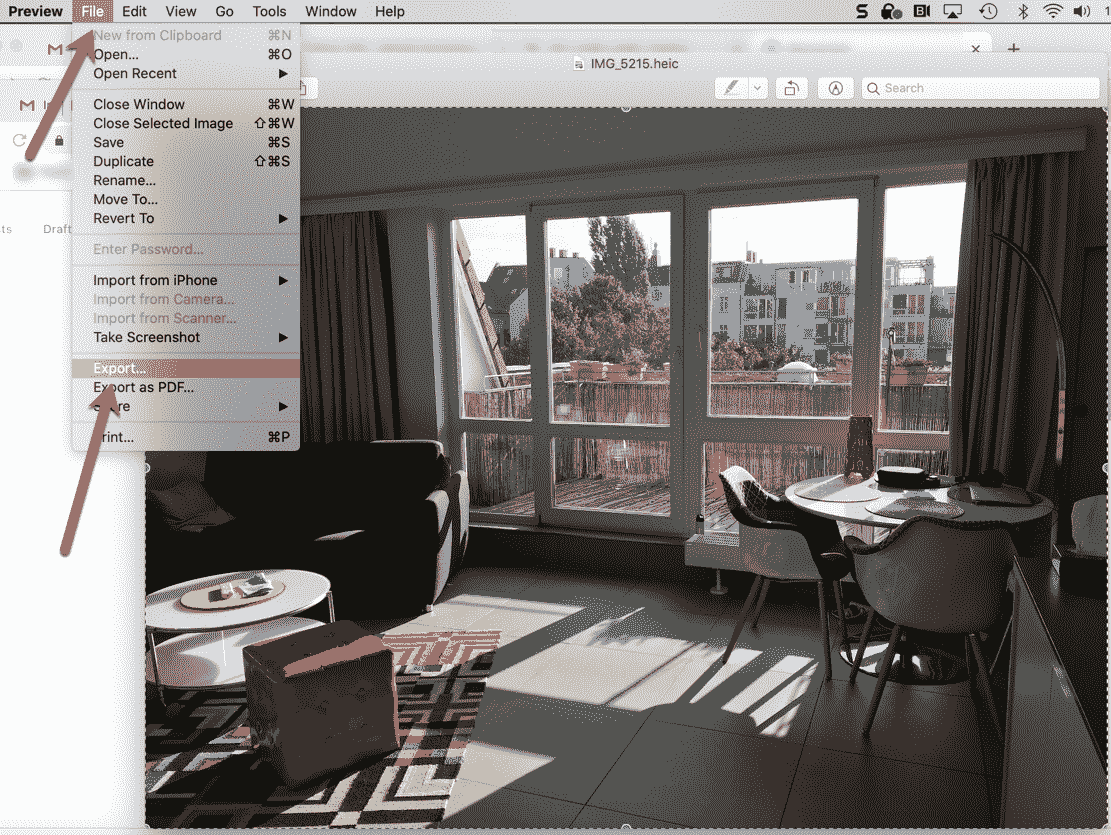 Preview File Edit View Go Tools Window Help
New from Clipboard ⌘N
Open... ⌘O
Open Recent
IMG_5215.heic
Search
Close Window ⌘W
Close Selected Image ⇧⌘W
Save ⌘S
Duplicate ⇧⌘S
Rename...
Move To...
Revert To
Draft
Enter Password...
Import from iPhone
Import from Camera...
Import from Scanner...
Take Screenshot
Export...
Export as PDF...
⌘P